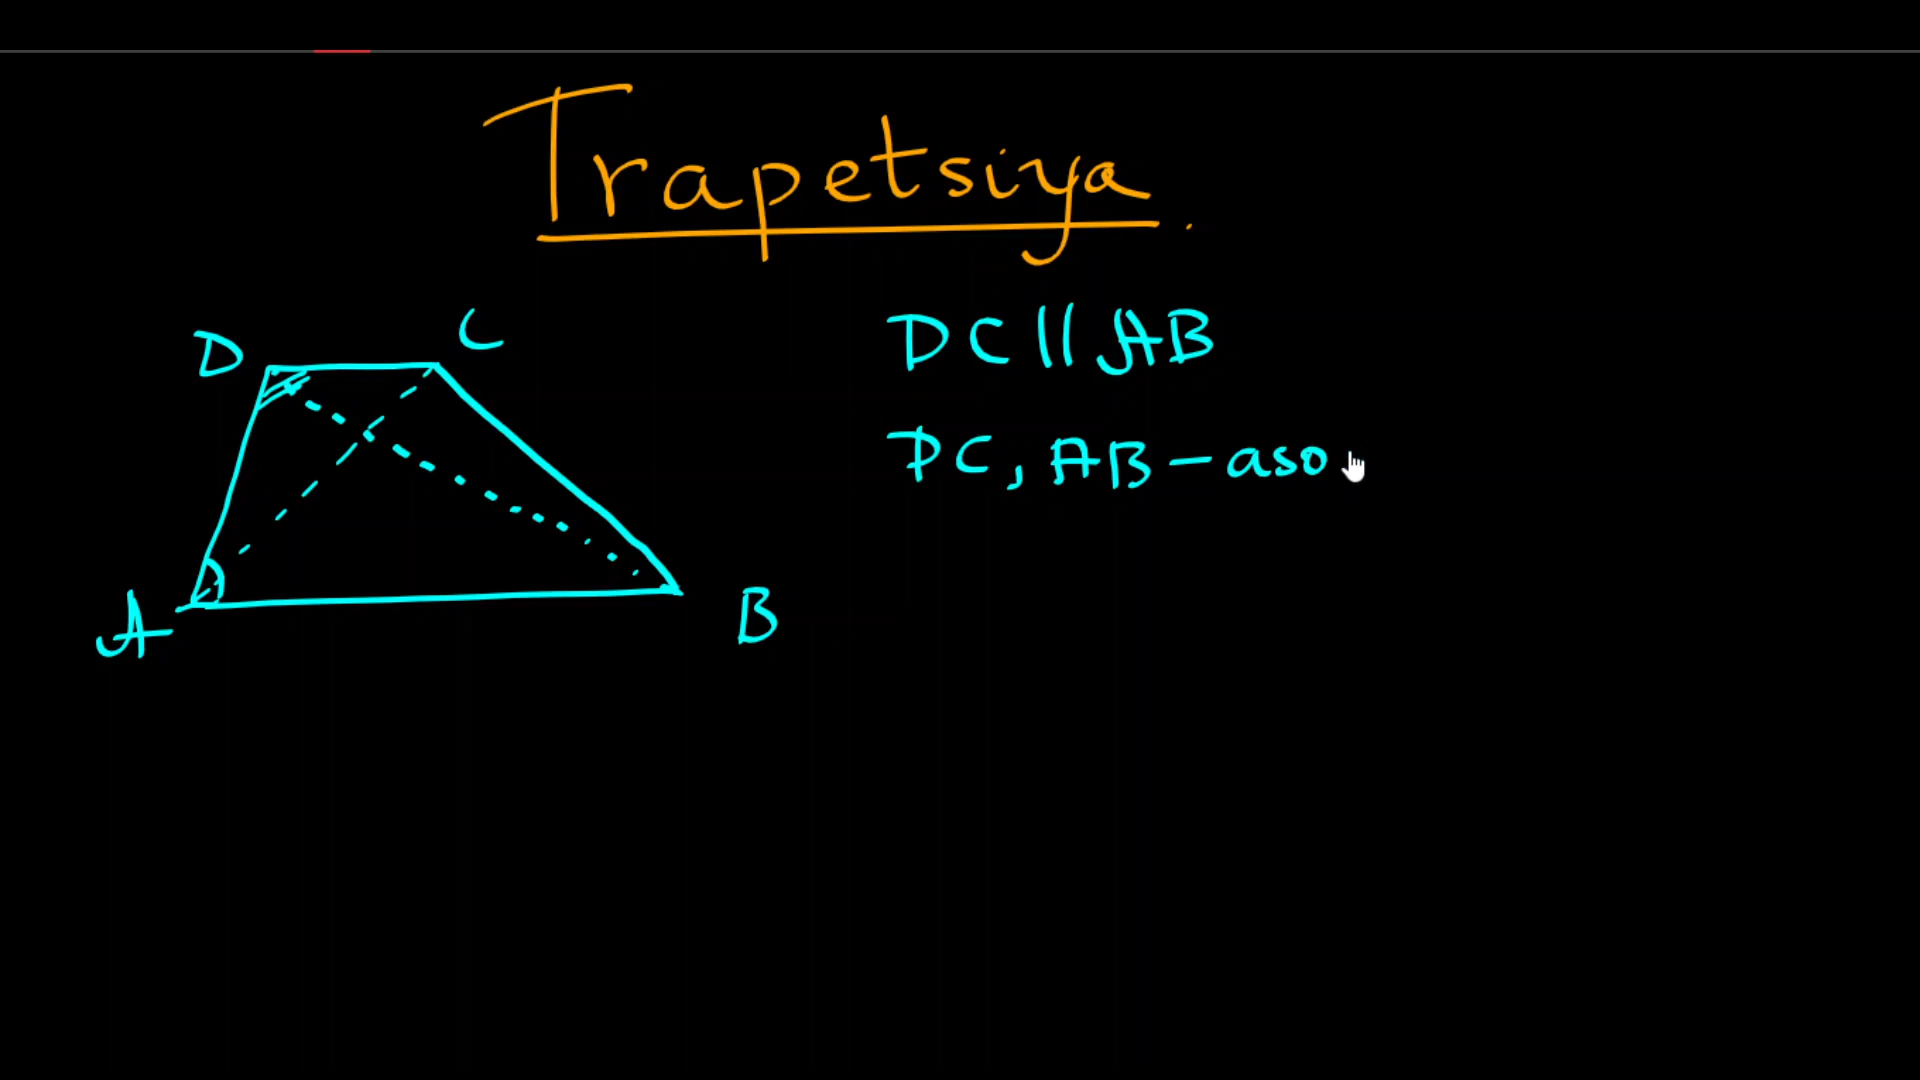 Trapetsiya.
D C
DC || AB
DC, AB - aso
A B